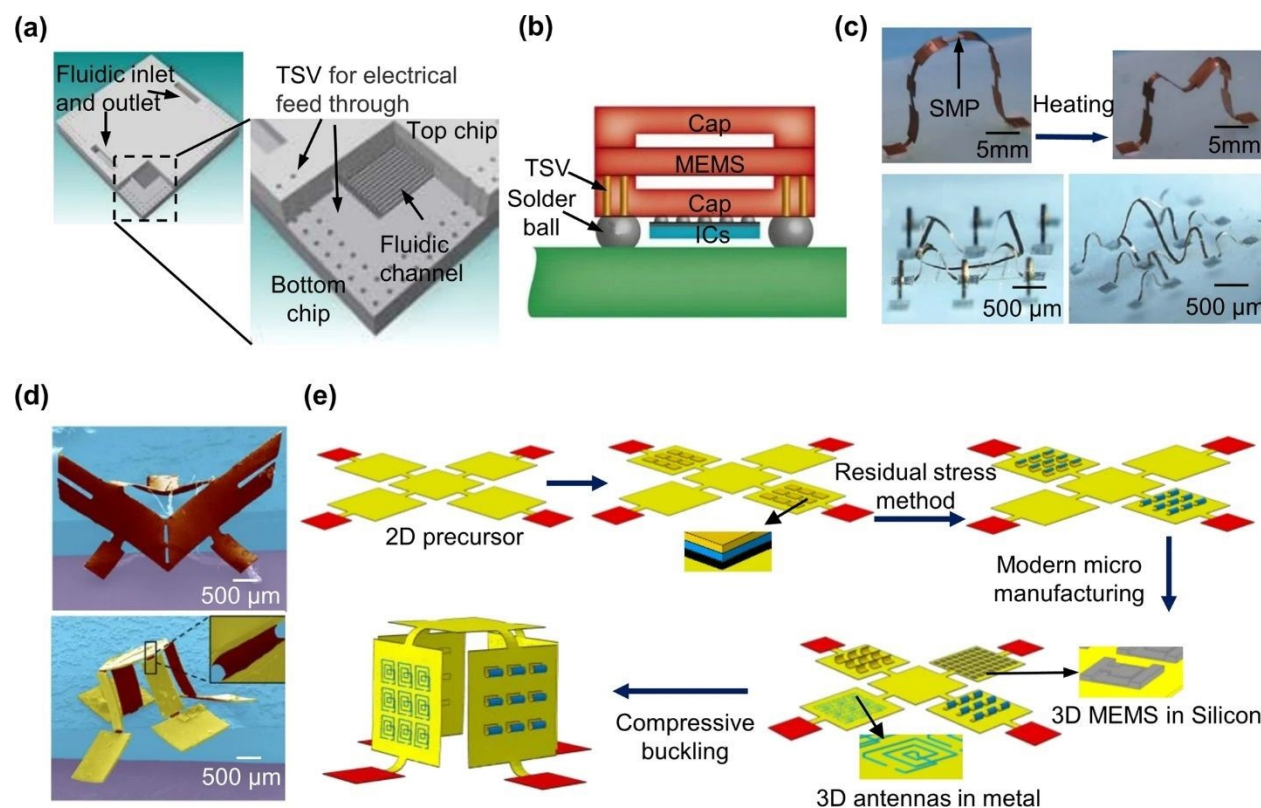 (a)
Fluidic inlet
and outlet
TSV for electrical
feed through
Top chip
Fluidic
channel
Bottom
chip
(b)
Cap
MEMS
TSV
Solder
ball
Cap
ICs
(c)
SMP
5mm
Heating
5mm
500 µm
500 µm
(d)
500 µm
500 µm
(e)
2D precursor
Residual stress
method
Modern micro
manufacturing
3D MEMS in Silicon
3D antennas in metal
Compressive
buckling